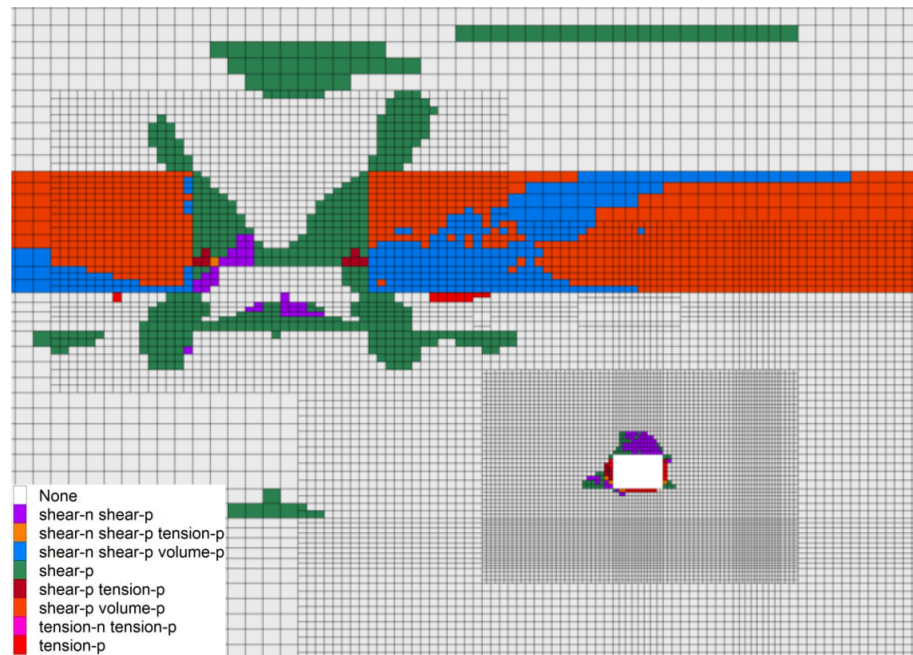 None
shear-n shear-p
shear-n shear-p tension-p
shear-n shear-p volume-p
shear-p
shear-p tension-p
shear-p volume-p
tension-n tension-p
tension-p